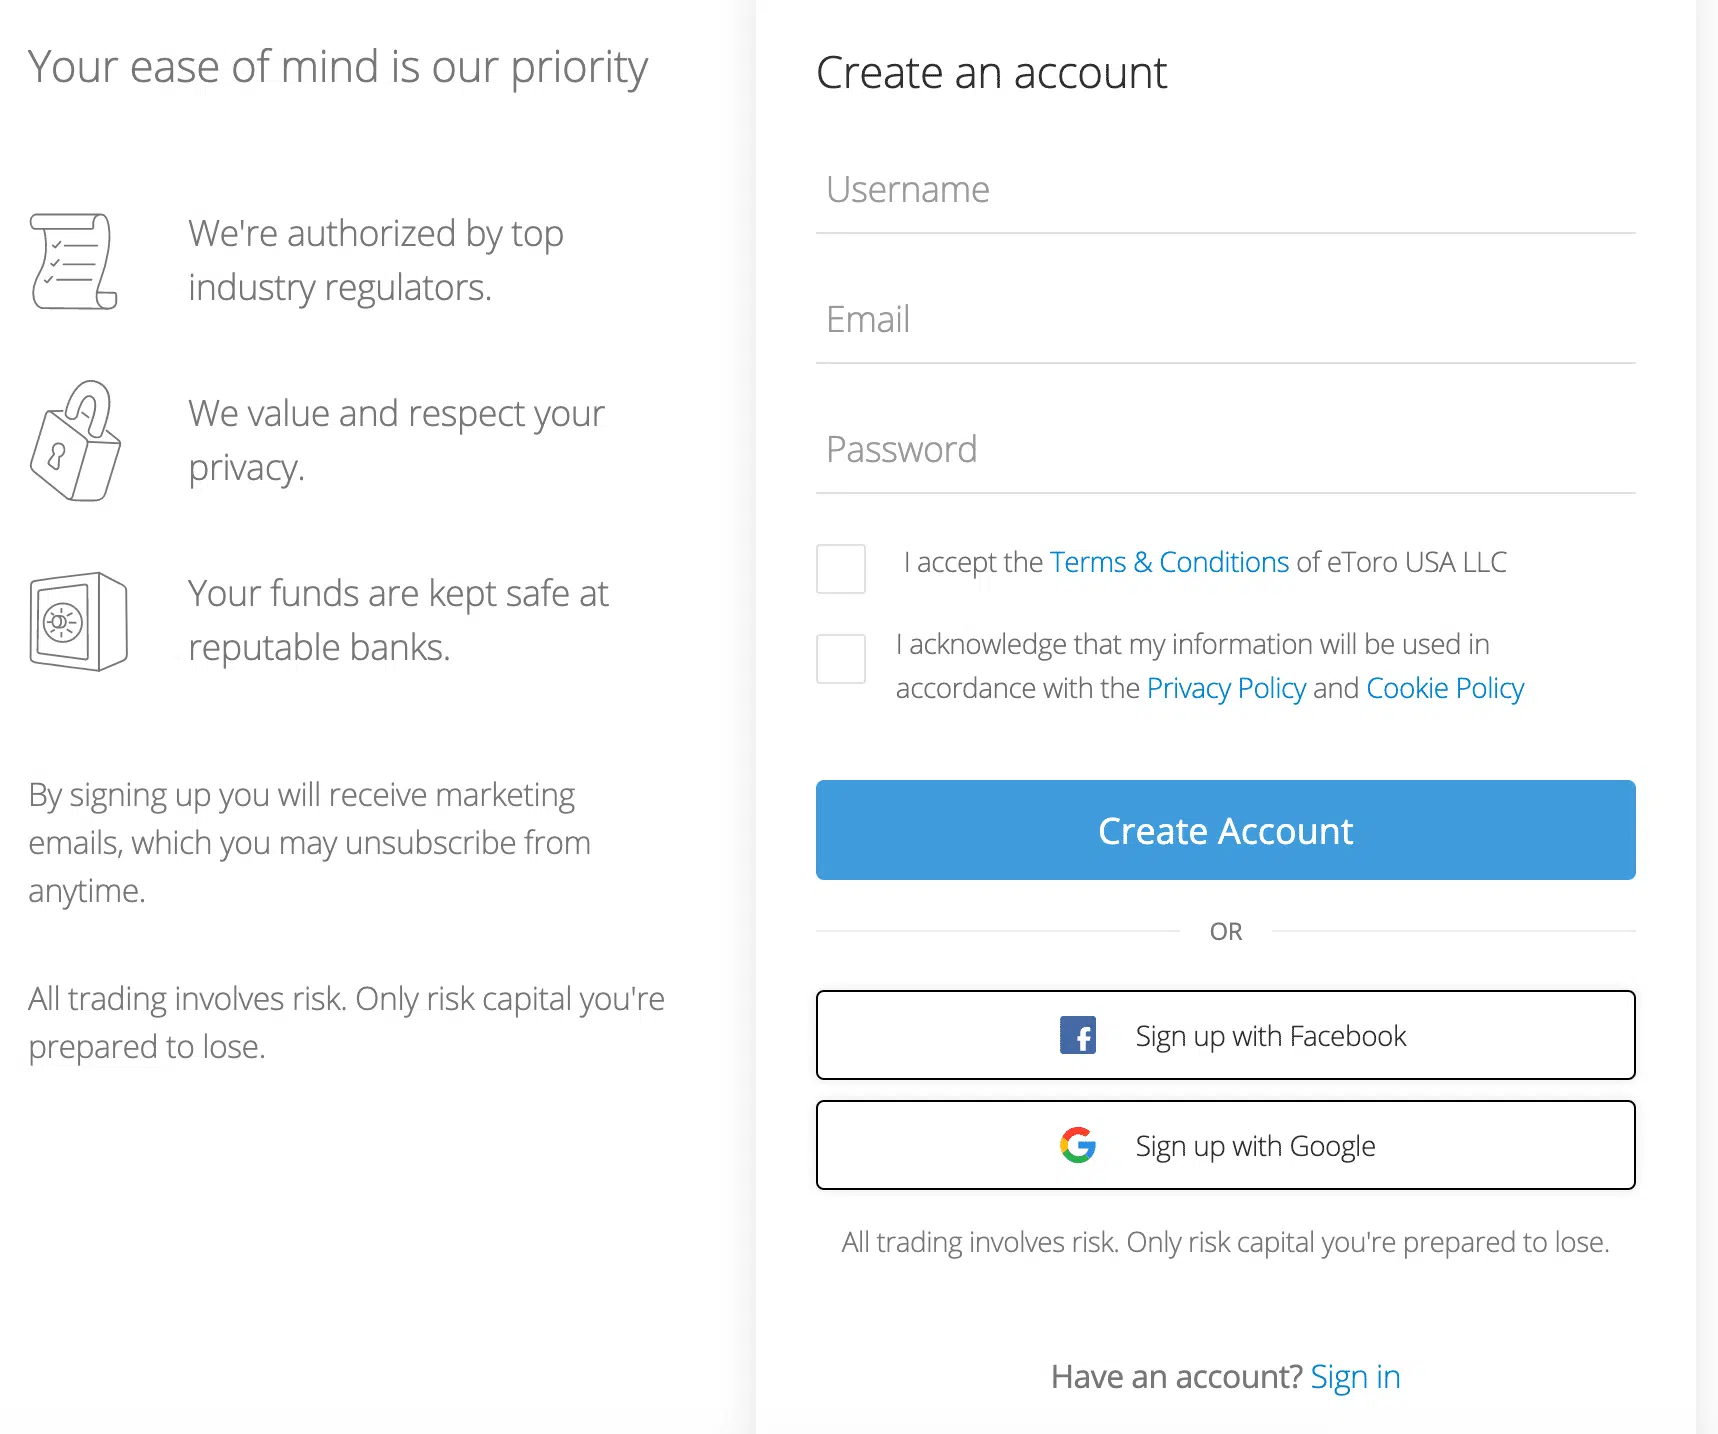 Your ease of mind is our priority
We're authorized by top
industry regulators.
We value and respect your
privacy.
Your funds are kept safe at
reputable banks.
By signing up you will receive marketing
emails, which you may unsubscribe from
anytime.
All trading involves risk. Only risk capital you're
prepared to lose.
Create an account
Username
Email
Password
I accept the Terms & Conditions of eToro USA LLC
I acknowledge that my information will be used in
accordance with the Privacy Policy and Cookie Policy
Create Account
OR
Sign up with Facebook
Sign up with Google
All trading involves risk. Only risk capital you're prepared to lose.
Have an account? Sign in